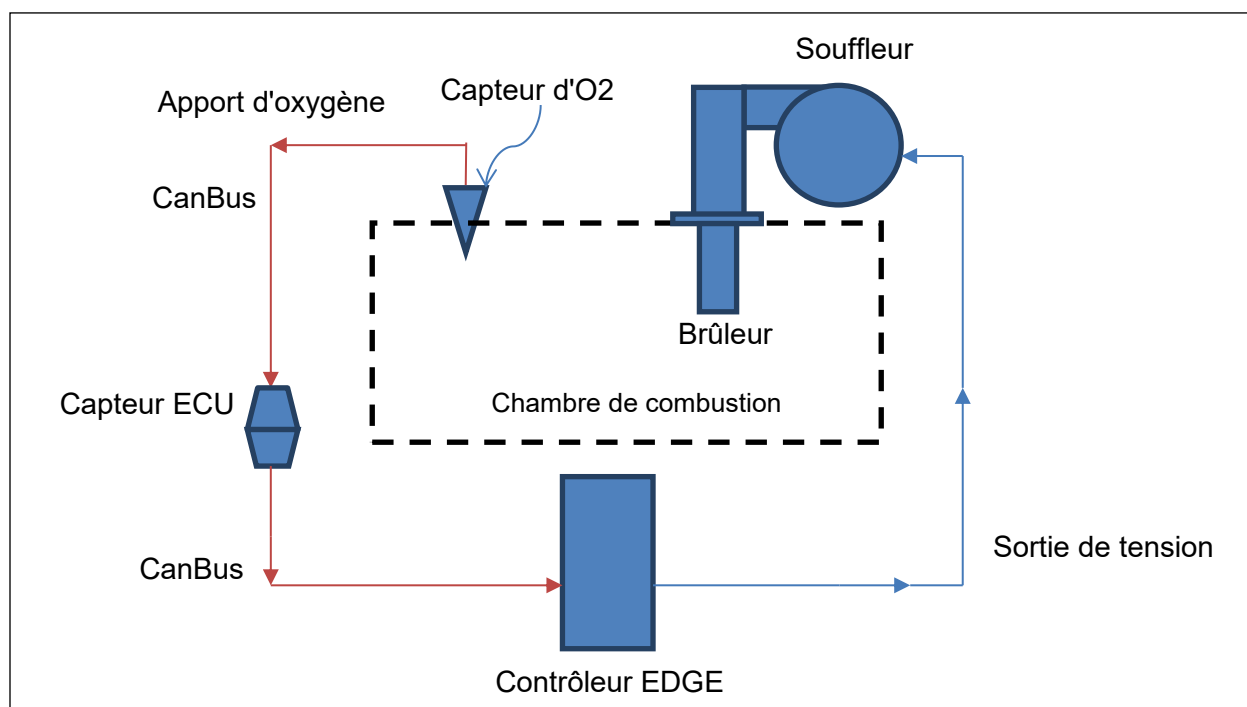 Souffleur
Apport d'oxygène
Capteur d'O2
CanBus
Brûleur
Capteur ECU
Chambre de combustion
CanBus
Sortie de tension
Contrôleur EDGE